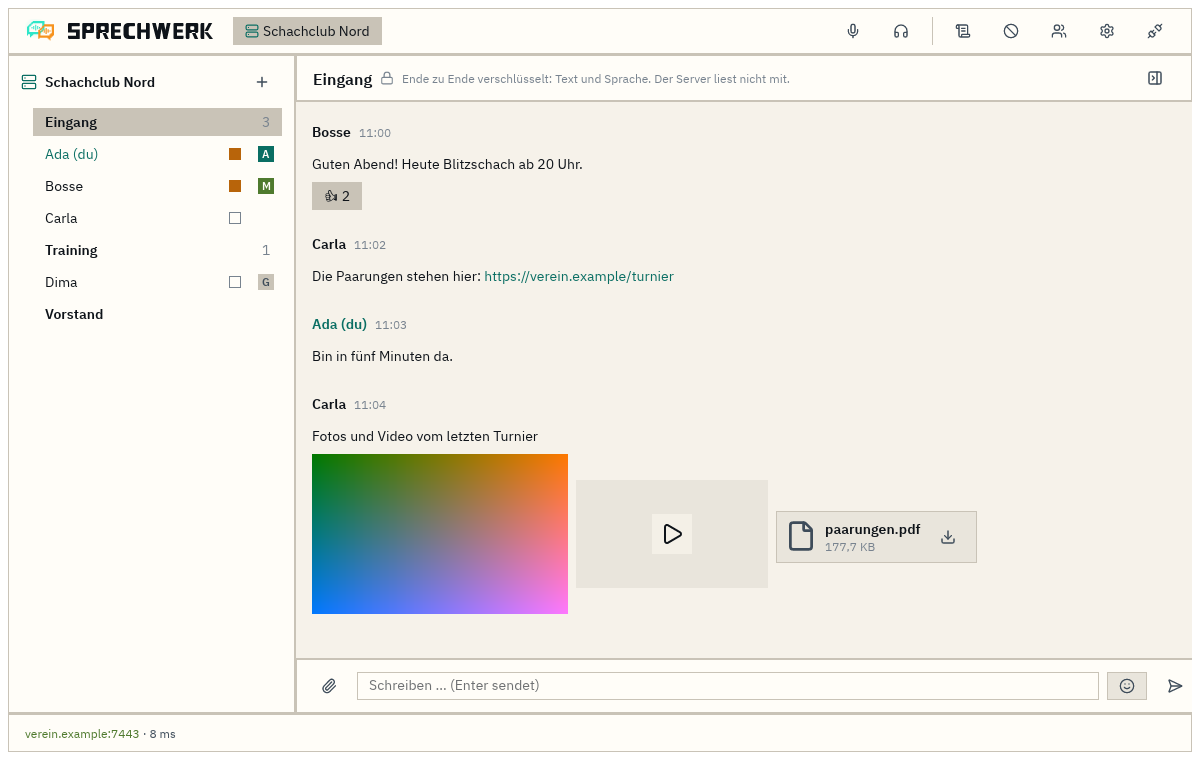 SPRECHWERK
Schachclub Nord
Schachclub Nord
Eingang 3
Ada (du) A
Bosse M
Carla
Training 1
Dima G
Vorstand
Eingang Ende zu Ende verschlüsselt: Text und Sprache. Der Server liest nicht mit.
Bosse 11:00
Guten Abend! Heute Blitzschach ab 20 Uhr.
👍 2
Carla 11:02
Die Paarungen stehen hier: https://verein.example/turnier
Ada (du) 11:03
Bin in fünf Minuten da.
Carla 11:04
Fotos und Video vom letzten Turnier
paarungen.pdf
177,7 KB
Schreiben … (Enter sendet)
verein.example:7443 · 8 ms